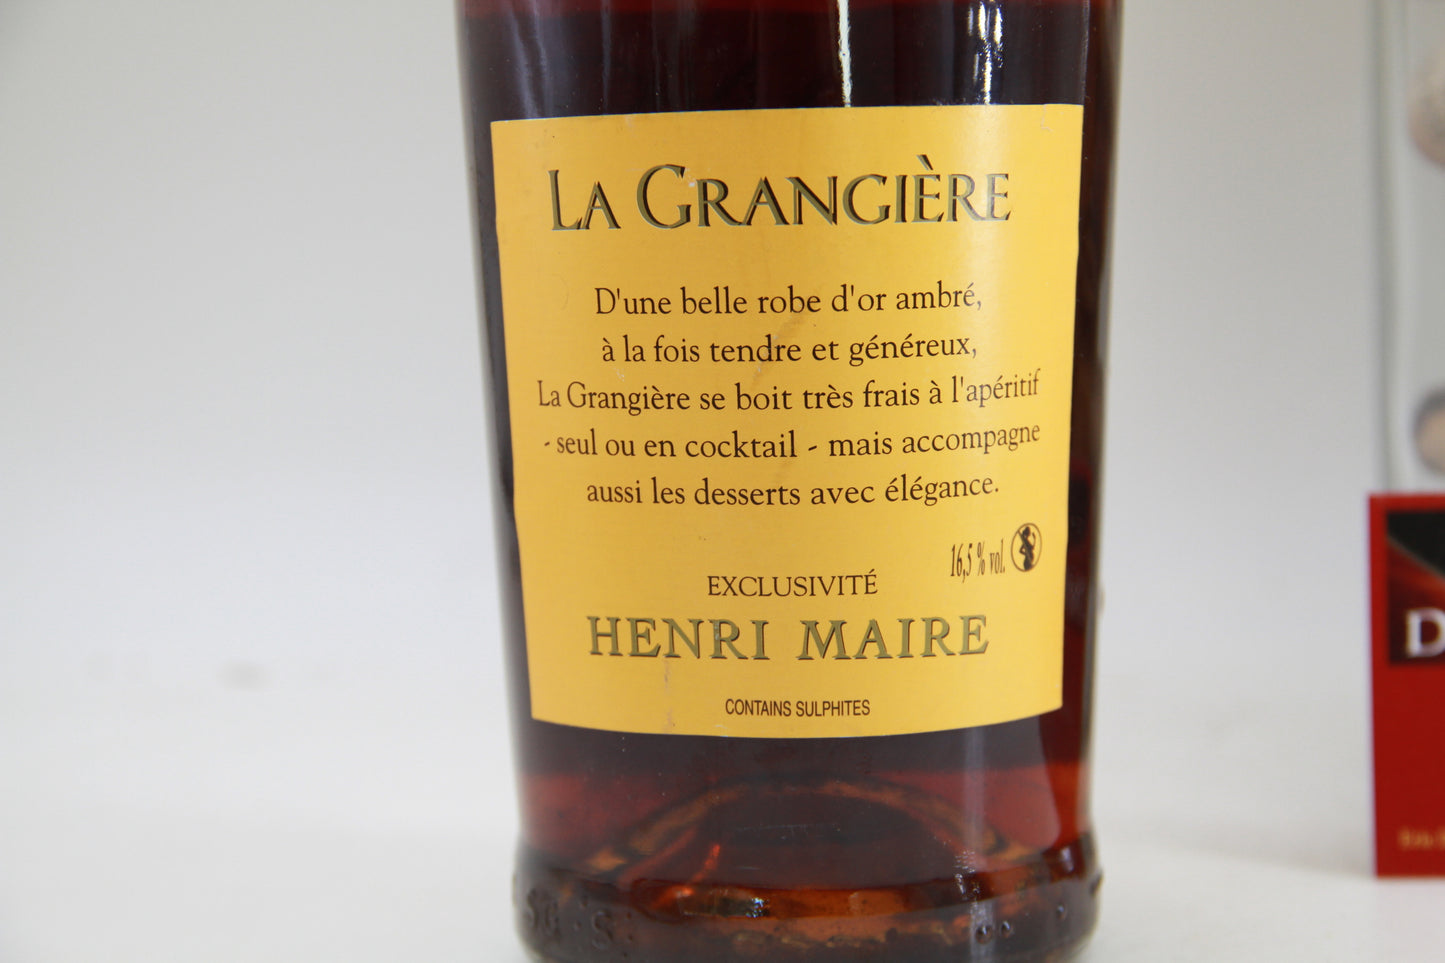 LA GRANGIÈRE
D'une belle robe d'or ambré,
à la fois tendre et généreux,
La Grangière se boit très frais à l'apéritif
- seul ou en cocktail - mais accompagne
aussi les desserts avec élégance.
16,5 % vol.
EXCLUSIVITÉ
HENRI MAIRE
CONTAINS SULPHITES
D